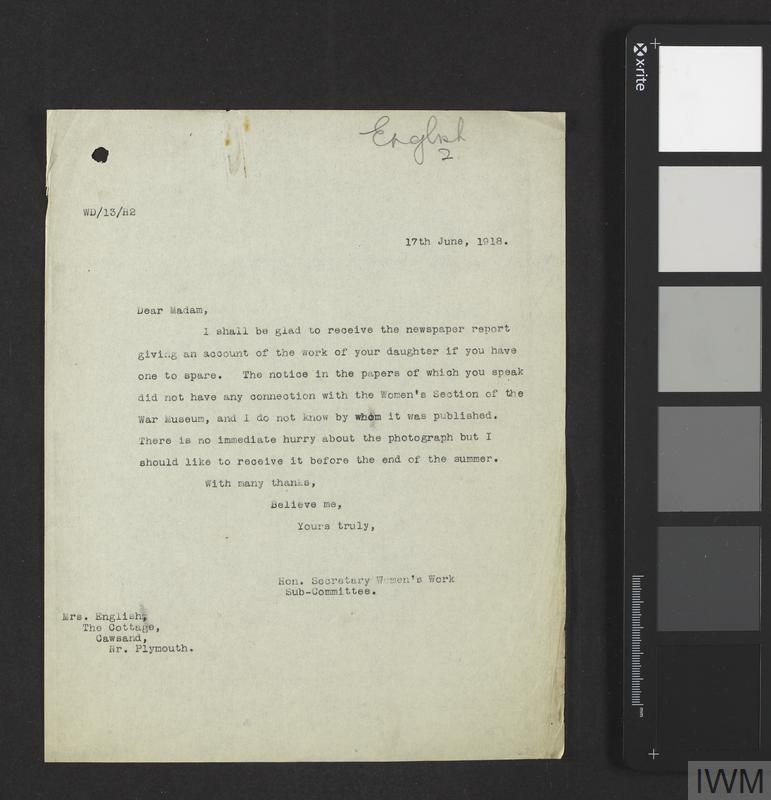 English
2
WD/13/H2
17th June, 1918.
Dear Madam,
I shall be glad to receive the newspaper report
giving an account of the work of your daughter if you have
one to spare. The notice in the papers of which you speak
did not have any connection with the Women's Section of the
War Museum, and I do not know by whom it was published.
There is no immediate hurry about the photograph but I
should like to receive it before the end of the summer.
With many thanks,
Believe me,
Yours truly,
Hon. Secretary Women's Work
Sub-Committee.
Mrs. English,
The Cottage,
Cawsand,
Nr. Plymouth.
x-rite
mm
IWM